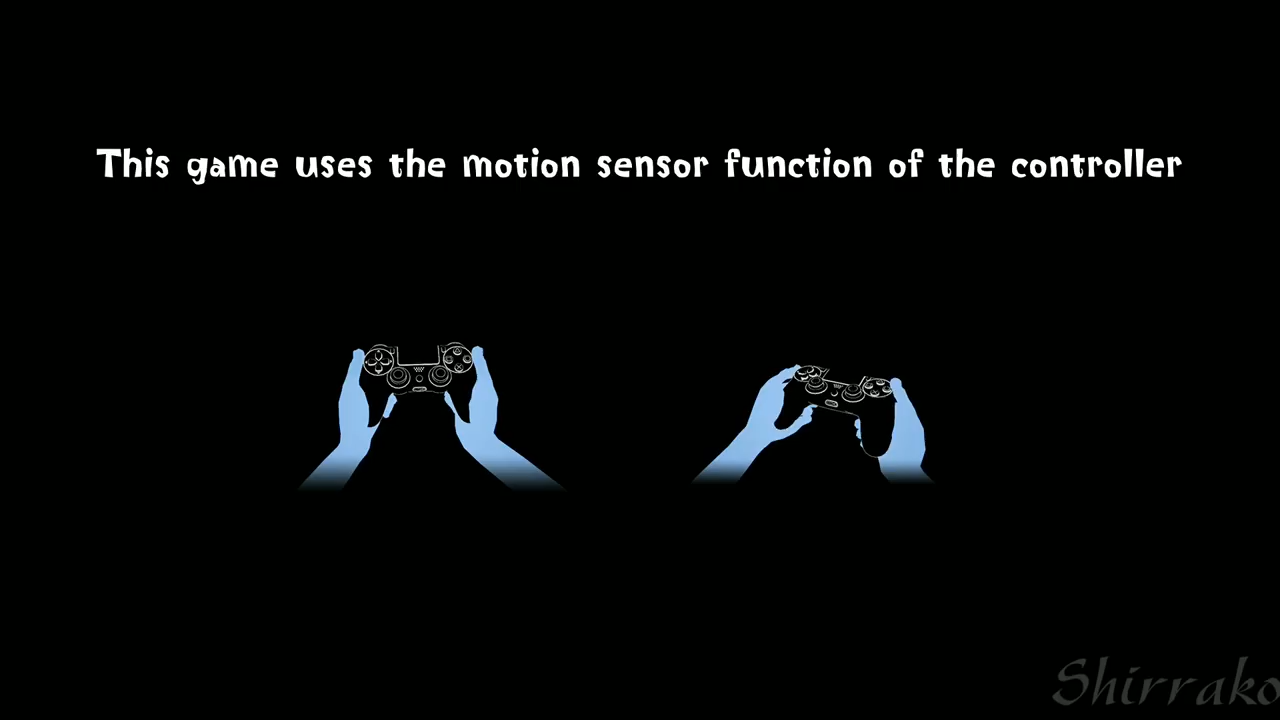 This game uses the motion sensor function of the controller
Shirrako